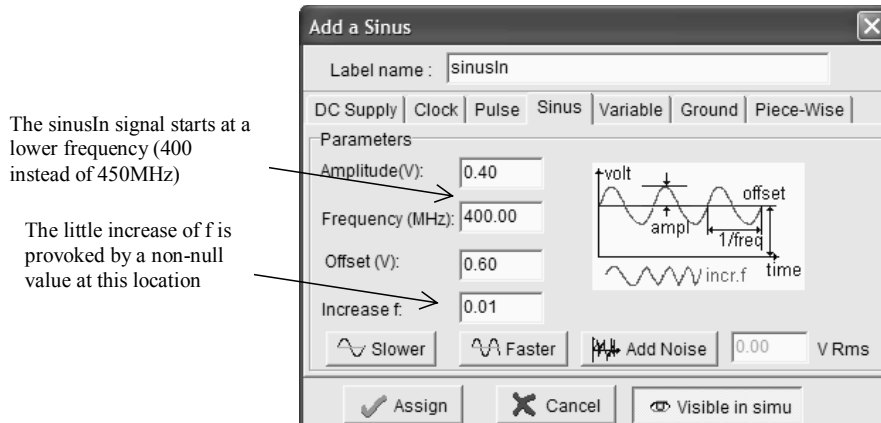 Add a Sinus
Label name : sinusIn
DC Supply Clock Pulse Sinus Variable Ground Piece-Wise
The sinusIn signal starts at a
lower frequency (400
instead of 450MHz)
The little increase of f is
provoked by a non-null
value at this location
Parameters
Amplitude(V): 0.40
Frequency (MHz): 400.00
Offset (V): 0.60
Increase f: 0.01
volt
offset
ampl
1/freq
time
incr.f
Slower Faster Add Noise 0.00 V Rms
Assign Cancel Visible in simu